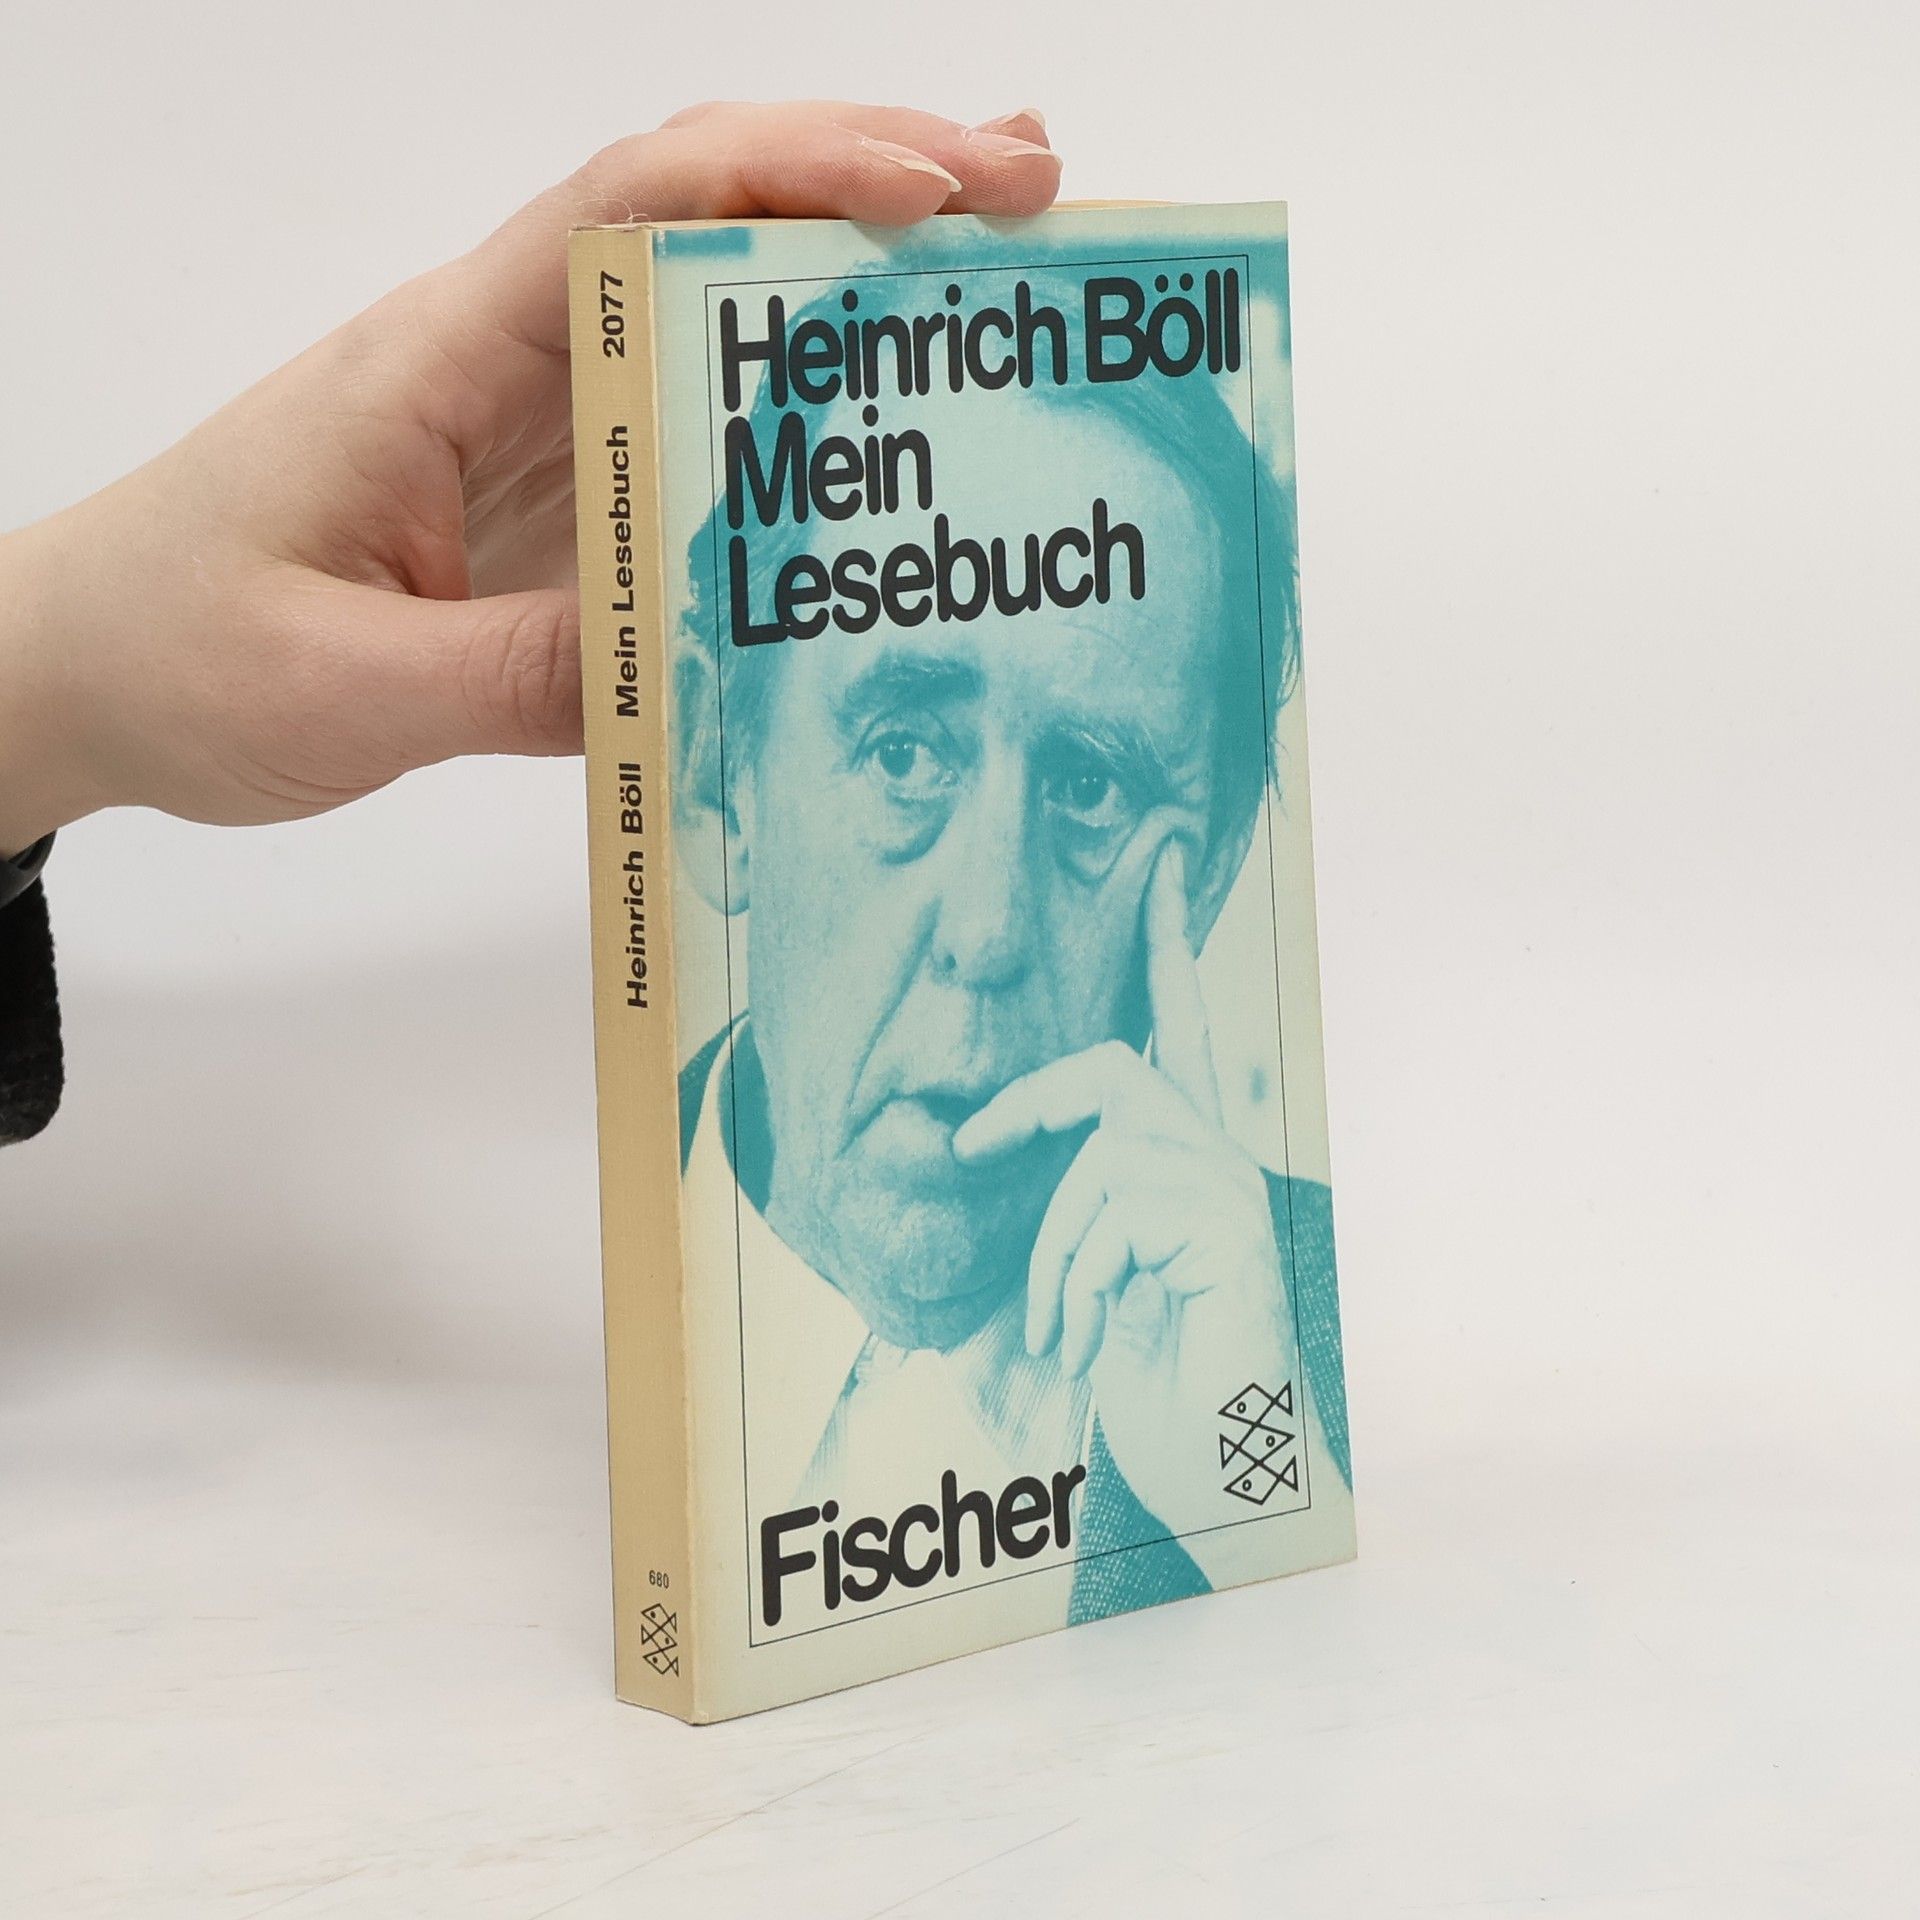 Heinrich Böll
Mein
Lesebuch
Fischer
Heinrich Böll Mein Lesebuch 2077
680